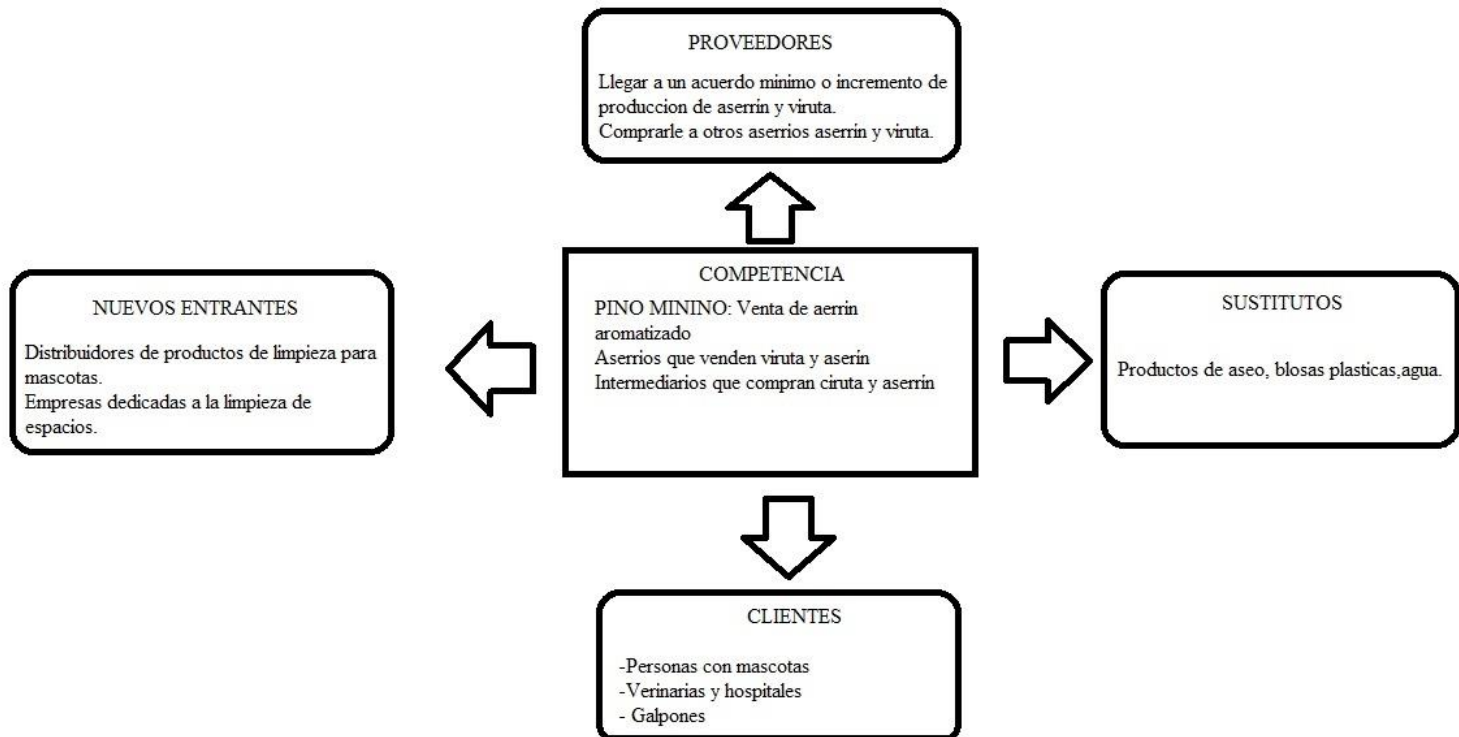 PROVEEDORES
Llegar a un acuerdo minimo o incremento de
produccion de aserrin y viruta.
Comprarle a otros aserrios aserrin y viruta.
COMPETENCIA
PINO MININO: Venta de aerrin
aromatizado
Aserrios que venden viruta y aserin
Intermediarios que compran ciruta y aserrin
NUEVOS ENTRANTES
Distribuidores de productos de limpieza para
mascotas.
Empresas dedicadas a la limpieza de
espacios.
SUSTITUTOS
Productos de aseo, blosas plasticas,agua.
CLIENTES
-Personas con mascotas
-Verinarias y hospitales
- Galpones